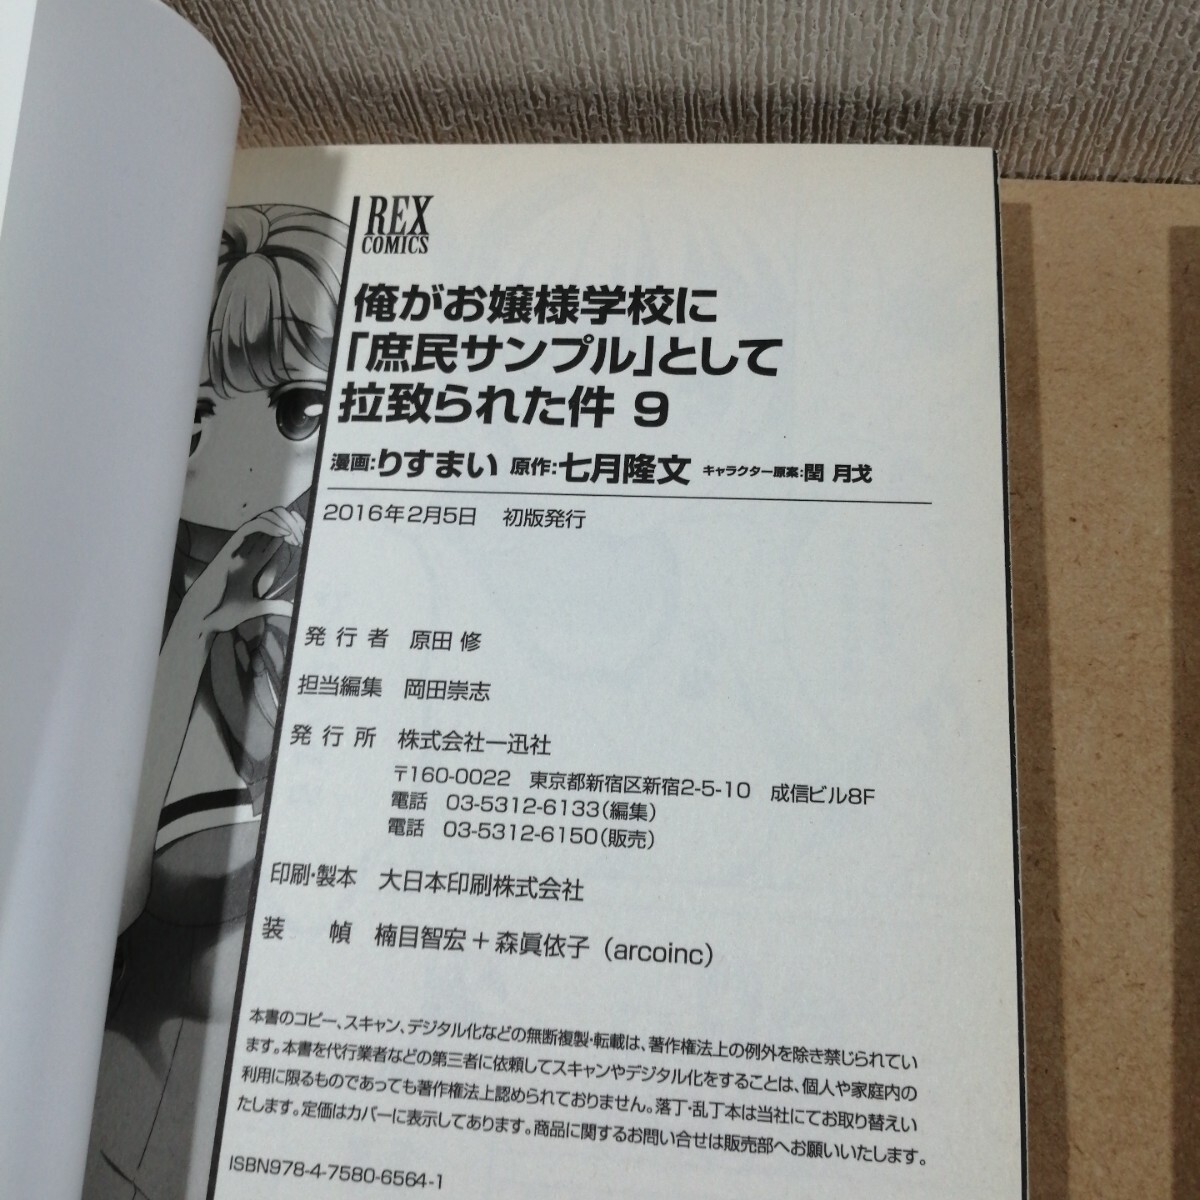 REX
COMICS
俺がお嬢様学校に
「庶民サンプル」として
拉致られた件 9
漫画:りすまい 原作:七月隆文 キャラクター原案:閏 月戈
2016年2月5日 初版発行
発行者 原田 修
担当編集 岡田崇志
発行所 株式会社一迅社
〒160-0022 東京都新宿区新宿2-5-10 成信ビル8F
電話 03-5312-6133(編集)
電話 03-5312-6150(販売)
印刷・製本 大日本印刷株式会社
装 幀 楠目智宏+森眞依子(arcoinc)
本書のコピー、スキャン、デジタル化などの無断複製・転載は、著作権法上の例外を除き禁じられてい
ます。本書を代行業者などの第三者に依頼してスキャンやデジタル化をすることは、個人や家庭内の
利用に限るものであっても著作権法上認められておりません。落丁・乱丁本は当社にてお取り替えい
たします。定価はカバーに表示してあります。商品に関するお問い合せは販売部へお願いいたします。
ISBN978-4-7580-6564-1